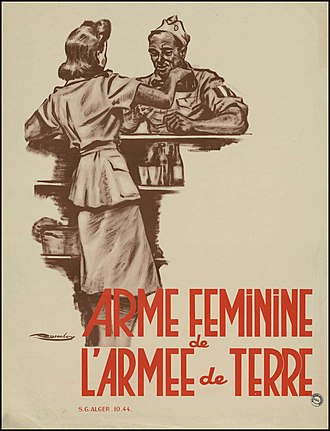 ARME FEMININE
de
L'ARMEE de TERRE
S.G. ALGER . 10.44.